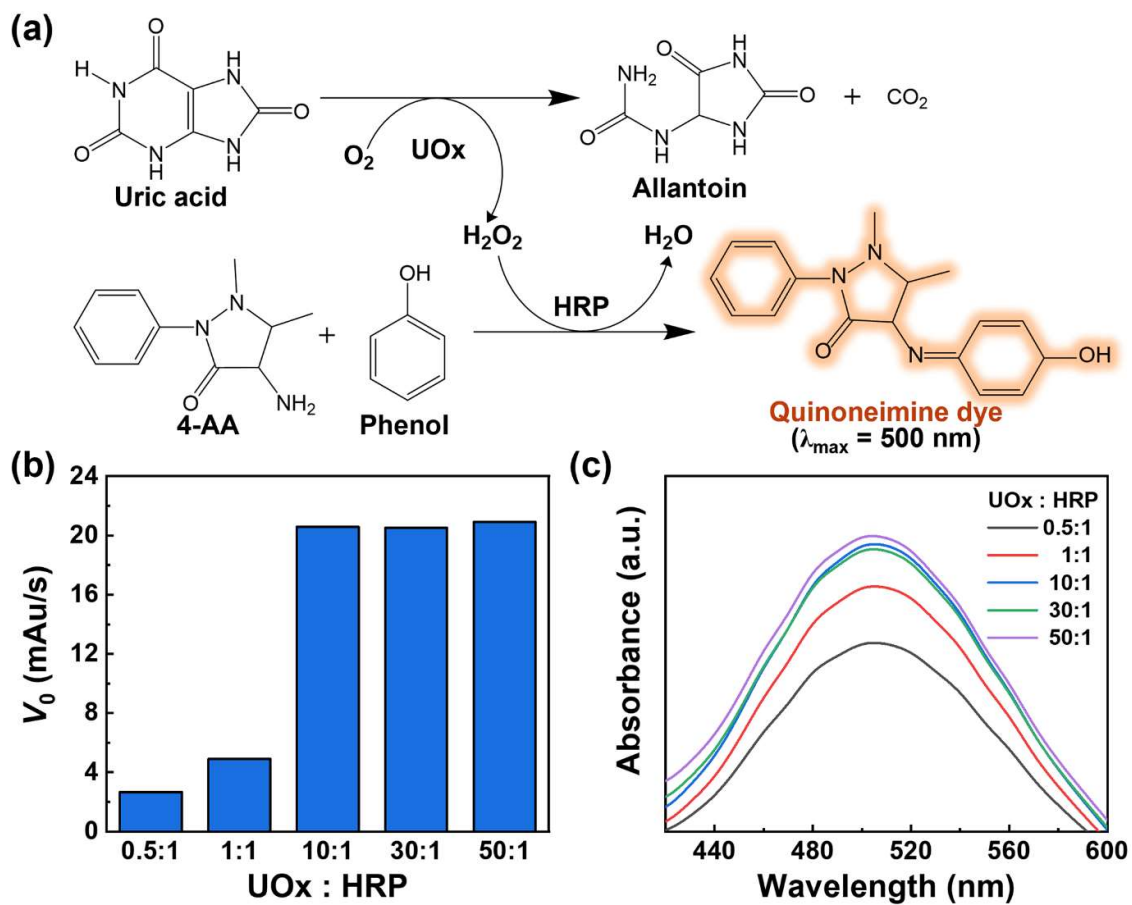 (a)
O
H
N
H
N
O
O
N
H
N
H
Uric acid
O₂
UOx
NH₂
O
H
N
O
O
N
H
N
H
Allantoin
+ CO₂
H₂O₂
H₂O
HRP
N
N
O
NH₂
4-AA
+
OH
Phenol
N
N
O
N
OH
Quinoneimine dye
(λmax = 500 nm)
(b)
V₀ (mAu/s)
24
20
16
12
8
4
0
0.5:1 1:1 10:1 30:1 50:1
UOx : HRP
(c)
Absorbance (a.u.)
UOx : HRP
0.5:1
1:1
10:1
30:1
50:1
440 480 520 560 600
Wavelength (nm)